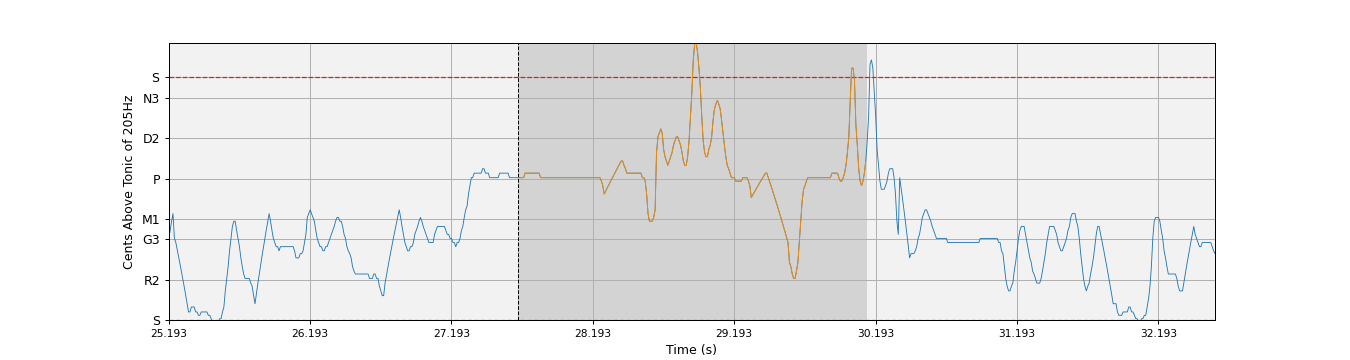 S
N3
D2
P
M1
G3
R2
S
Cents Above Tonic of 205Hz
25.193 26.193 27.193 28.193 29.193 30.193 31.193 32.193
Time (s)